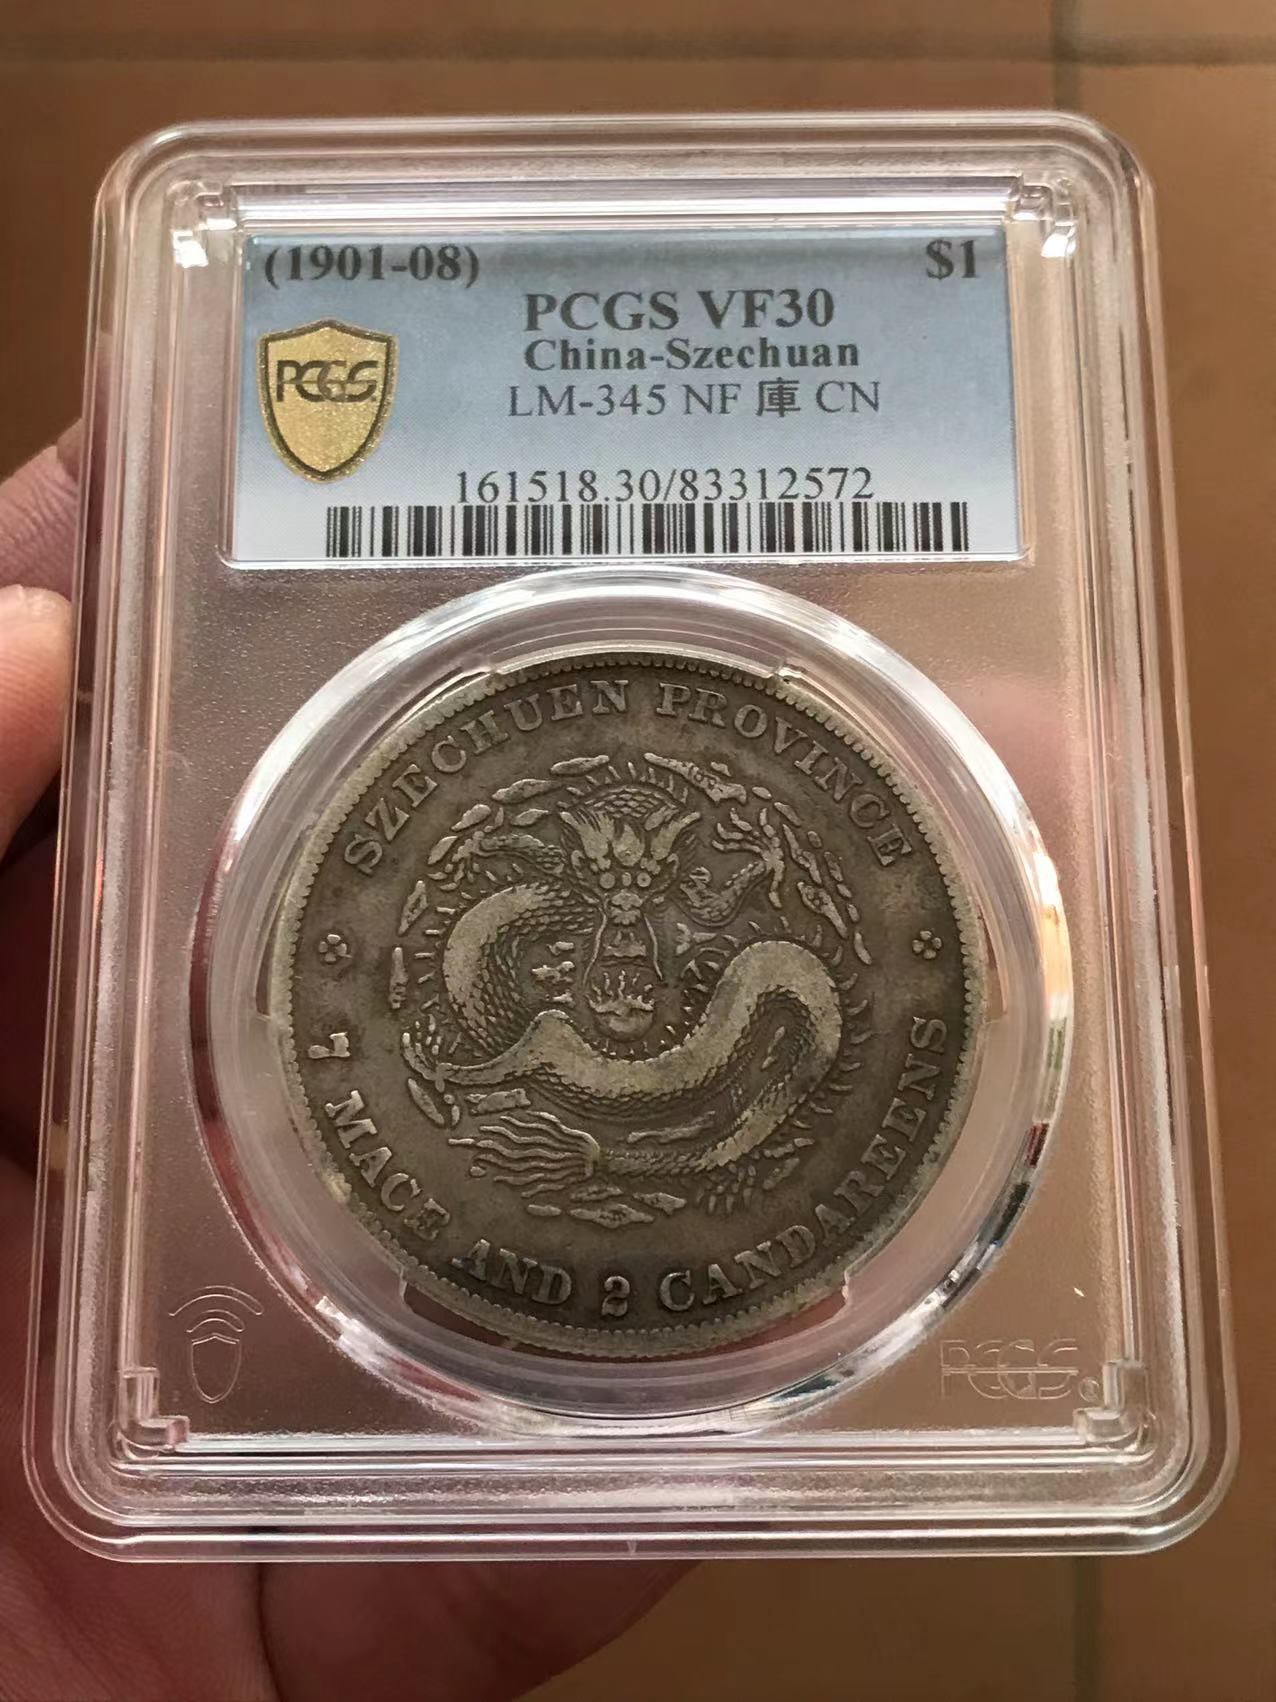 (1901-08) $1
PCGS VF30
China-Szechuan
LM-345 NF 庫 CN
PCGS
161518.30/83312572
SZECHUEN PROVINCE
7 MACE AND 2 CANDAREENS
PCGS